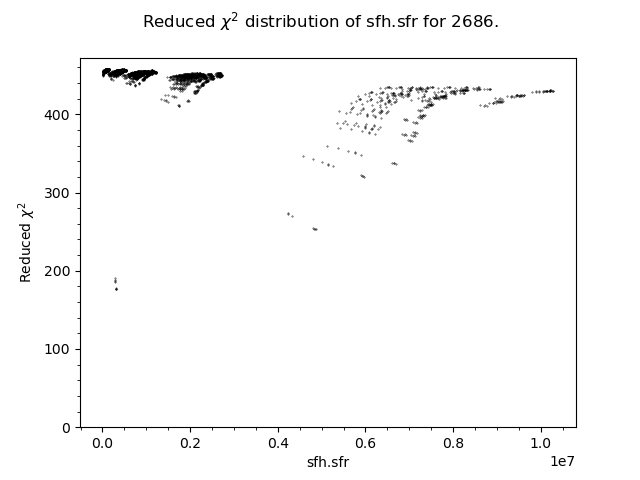 Reduced χ² distribution of sfh.sfr for 2686.
400
300
200
100
0
Reduced χ²
0.0 0.2 0.4 0.6 0.8 1.0
1e7
sfh.sfr